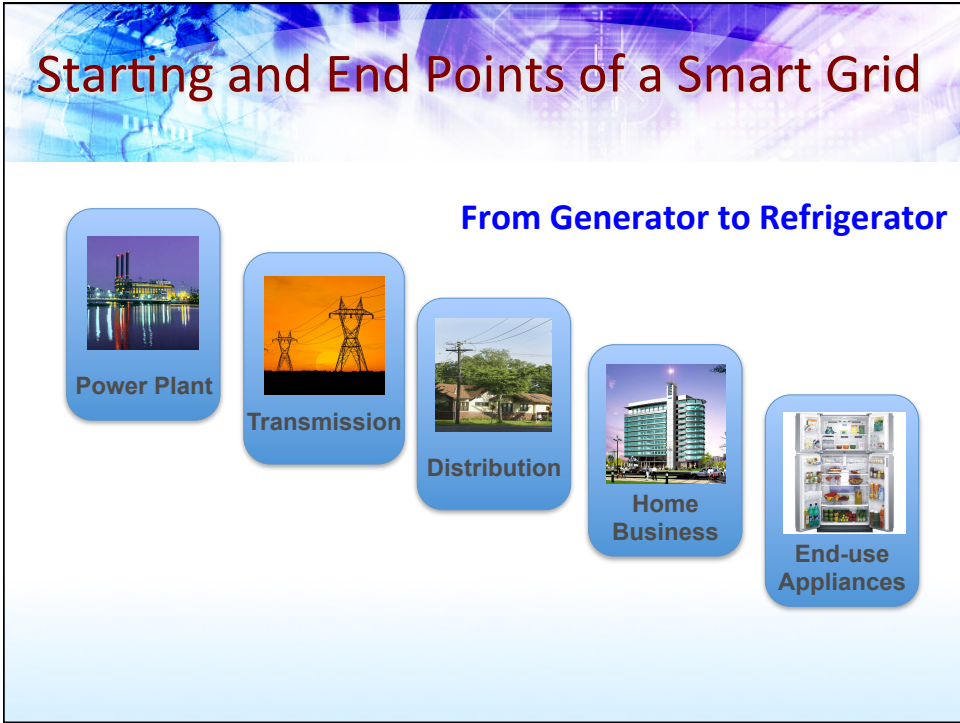 Starting and End Points of a Smart Grid
From Generator to Refrigerator
Power Plant
Transmission
Distribution
Home
Business
End-use
Appliances